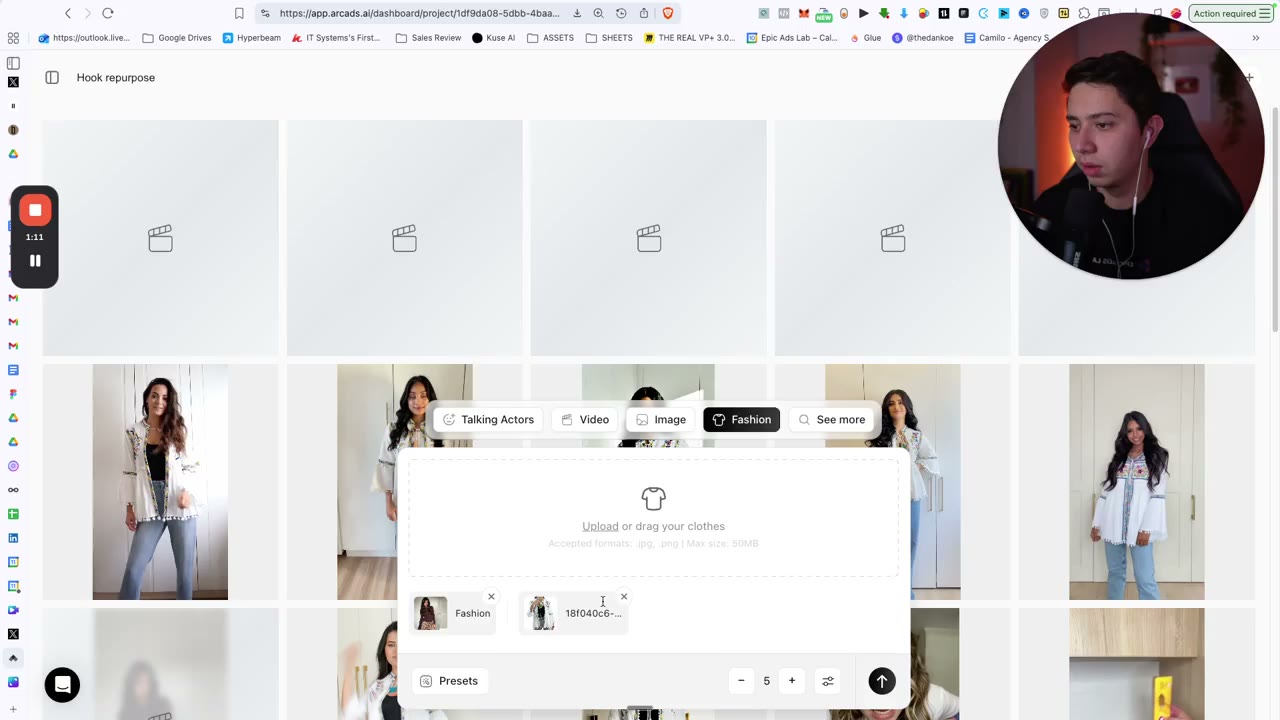 https://app.arcads.ai/dashboard/project/1df9da08-5dbb-4baa...
NEW
Action required
https://outlook.live...
Google Drives
Hyperbeam
IT Systems's First...
Sales Review
Kuse AI
ASSETS
SHEETS
THE REAL VP+ 3.0...
Epic Ads Lab – Cal...
Glue
@thedankoe
Camilo - Agency S
Hook repurpose
1:11
Talking Actors
Video
Image
Fashion
See more
Upload or drag your clothes
Accepted formats: .jpg, .png | Max size: 50MB
Fashion
18f040c6-...
Presets
5